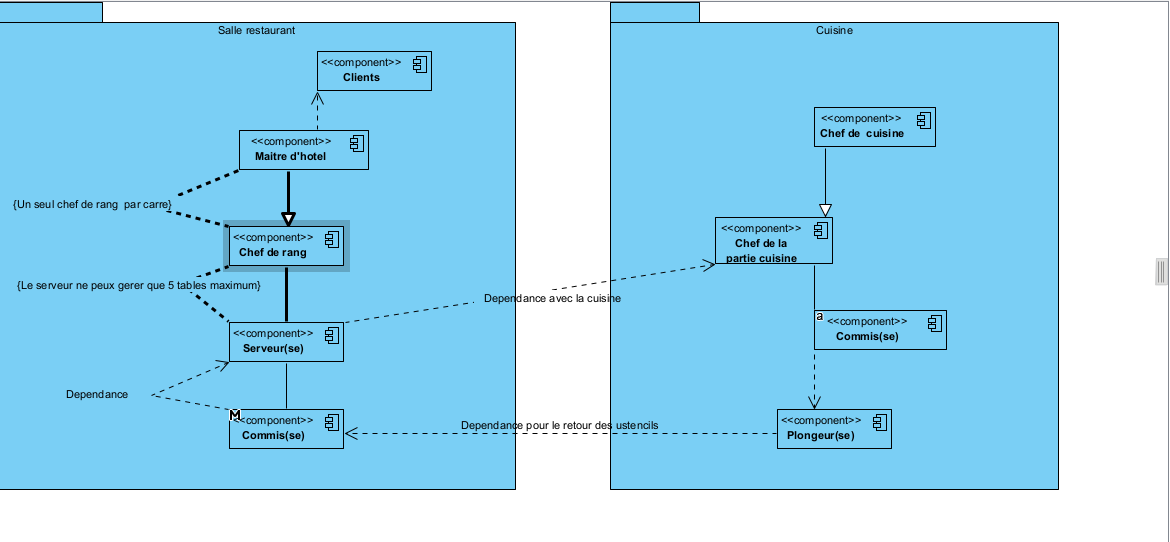 Salle restaurant
<<component>>
Clients
<<component>>
Maitre d'hotel
{Un seul chef de rang par carre}
<<component>>
Chef de rang
{Le serveur ne peux gerer que 5 tables maximum}
<<component>>
Serveur(se)
Dependance
M
<<component>>
Commis(se)
Dependance avec la cuisine
Dependance pour le retour des ustencils
Cuisine
<<component>>
Chef de cuisine
<<component>>
Chef de la
partie cuisine
a
<<component>>
Commis(se)
<<component>>
Plongeur(se)